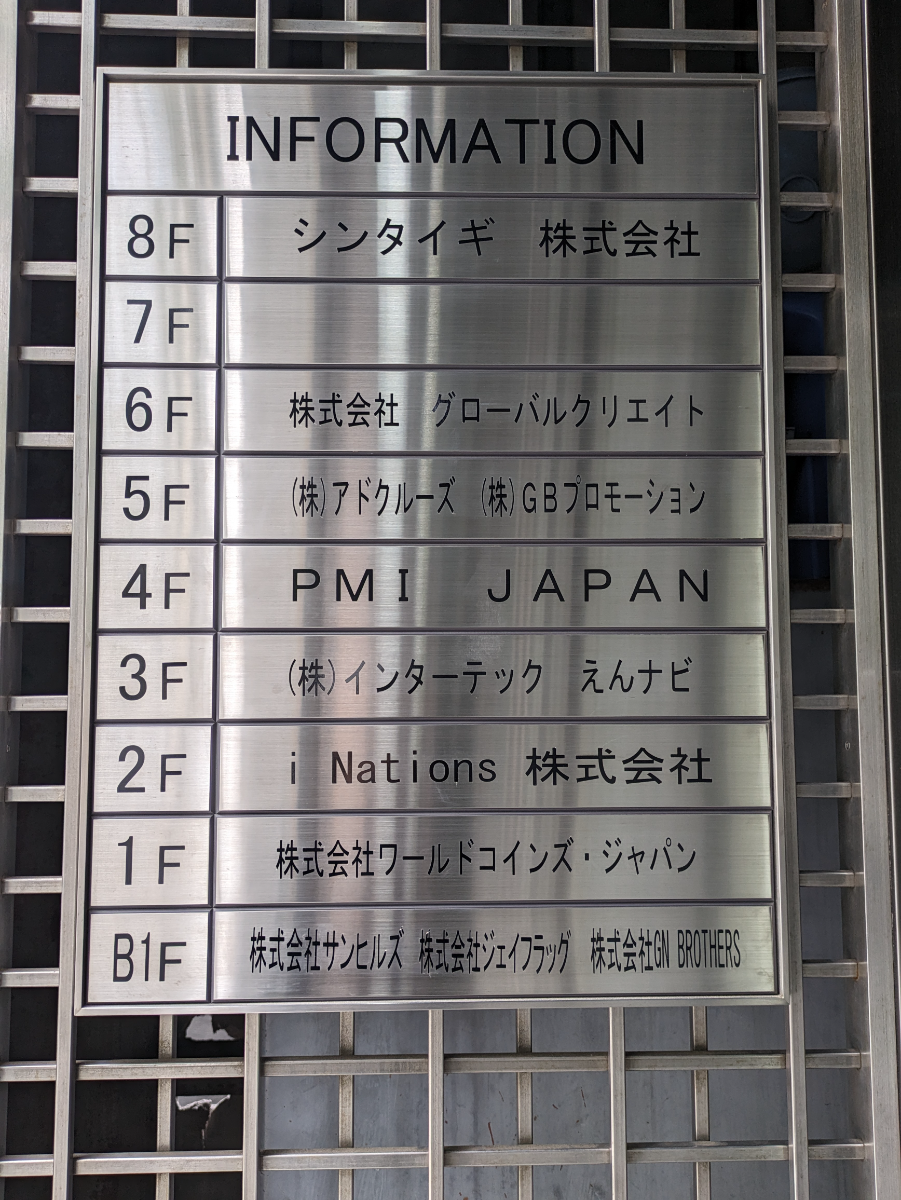 INFORMATION
8F シンタイギ 株式会社
7F
6F 株式会社 グローバルクリエイト
5F (株)アドクルーズ (株)GBプロモーション
4F PMI JAPAN
3F (株)インターテック えんナビ
2F i Nations 株式会社
1F 株式会社ワールドコインズ・ジャパン
B1F 株式会社サンヒルズ 株式会社ジェイフラッグ 株式会社GN BROTHERS